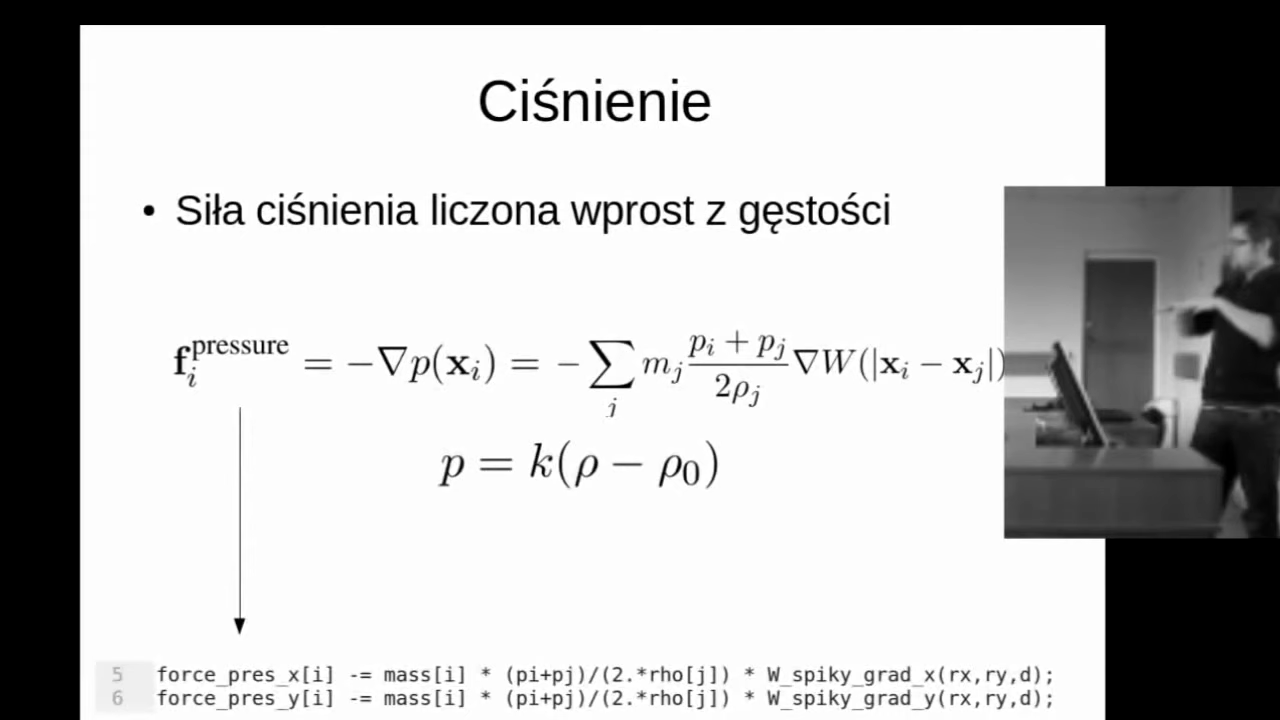 Ciśnienie
• Siła ciśnienia liczona wprost z gęstości
f_i^pressure = −∇p(x_i) = −∑_j m_j (p_i + p_j)/(2ρ_j) ∇W(|x_i − x_j|)
p = k(ρ − ρ_0)
5 force_pres_x[i] -= mass[i] * (pi+pj)/(2.*rho[j]) * W_spiky_grad_x(rx,ry,d);
6 force_pres_y[i] -= mass[i] * (pi+pj)/(2.*rho[j]) * W_spiky_grad_y(rx,ry,d);